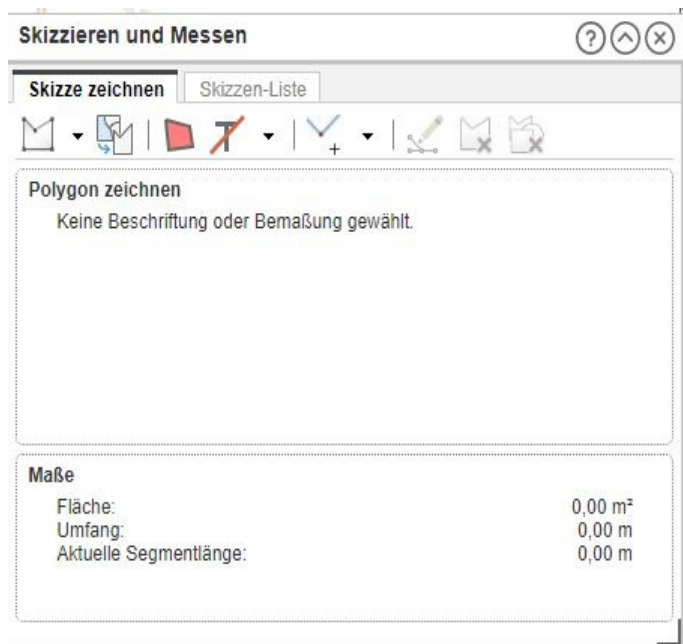 Skizzieren und Messen
Skizze zeichnen Skizzen-Liste
Polygon zeichnen
Keine Beschriftung oder Bemaßung gewählt.
Maße
Fläche: 0,00 m²
Umfang: 0,00 m
Aktuelle Segmentlänge: 0,00 m